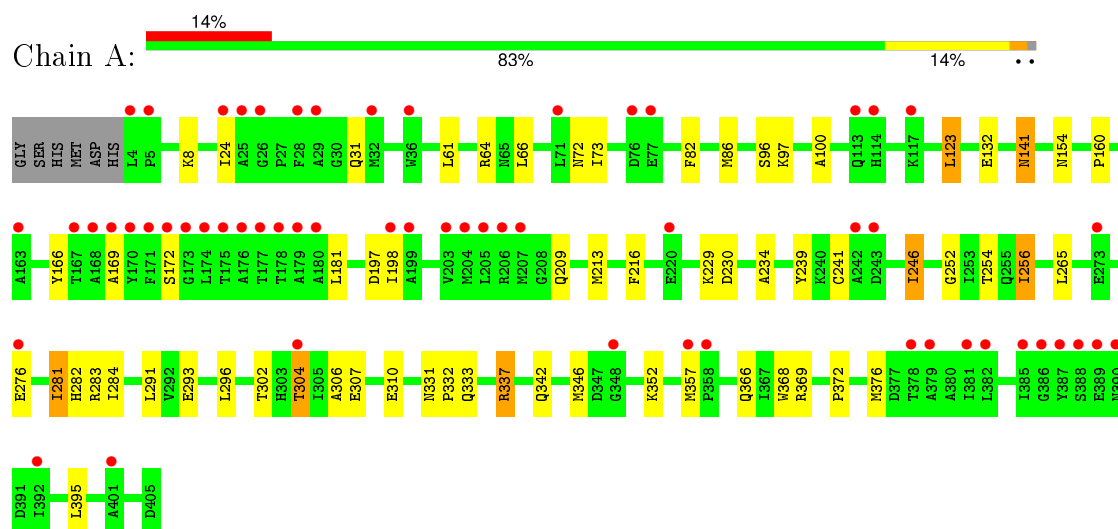 14%
Chain A:
83% 14% • •
GLY SER HIS MET ASP HIS L4 P5 K8 I24 A25 G26 P27 F28 A29 G30 Q31 M32 W36 L61 R64 N65 L66 L71 N72 I73 D76 E77 F82 M86 S96 K97 A100 Q113 H114 K117 L123 E132 N141 N154 P160
A163 Y166 T167 A168 A169 Y170 F171 S172 G173 L174 T175 A176 T177 T178 A179 A180 L181 D197 I198 A199 V203 M204 L205 R206 M207 G208 Q209 M213 F216 E220 K229 D230 A234 Y239 K240 C241 A242 D243 I246 G252 I253 T254 Q255 I256 L265 E273
E276 I281 H282 R283 I284 L291 V292 E293 L296 T302 H303 T304 I305 A306 E307 E310 N331 P332 Q333 R337 Q342 M346 D347 G348 K352 M357 P358 Q366 I367 W368 R369 P372 M376 D377 T378 A379 A380 I381 L382 I385 G386 Y387 S388 E389 N390
D391 I392 L395 A401 D405